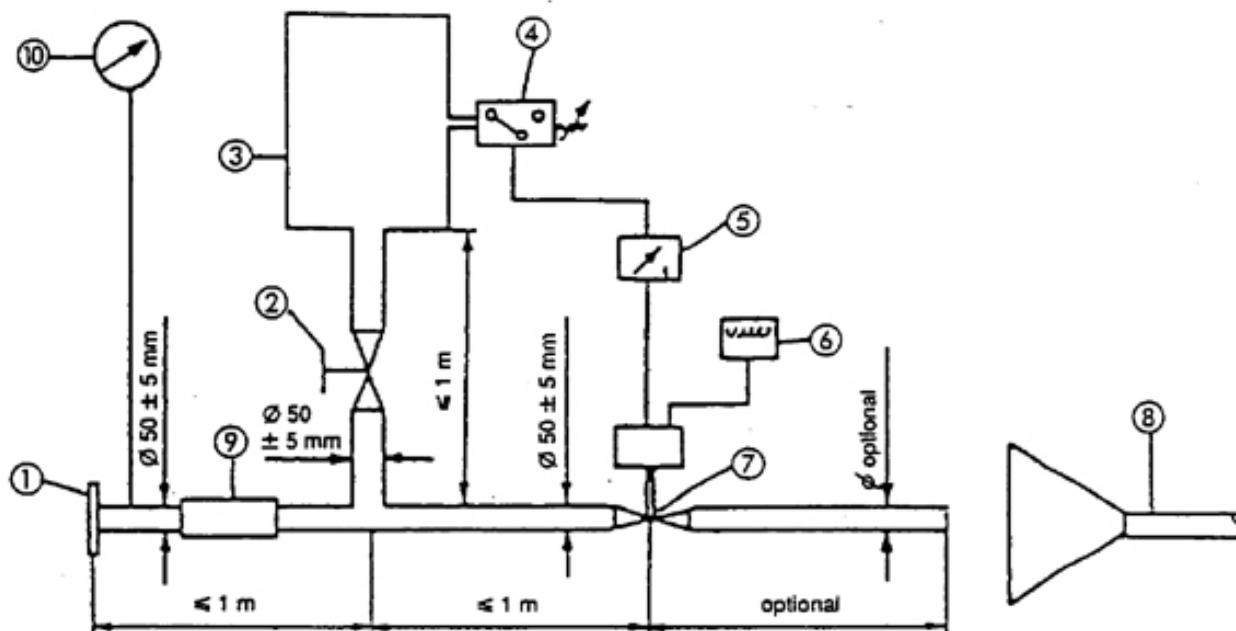 ⑩
④
③
⑤
②
⑥
Ø 50 ± 5 mm
Ø 50
± 5 mm
⩽ 1 m
Ø 50 ± 5 mm
Ø optional
⑨
⑦
⑧
①
⩽ 1 m
⩽ 1 m
optional